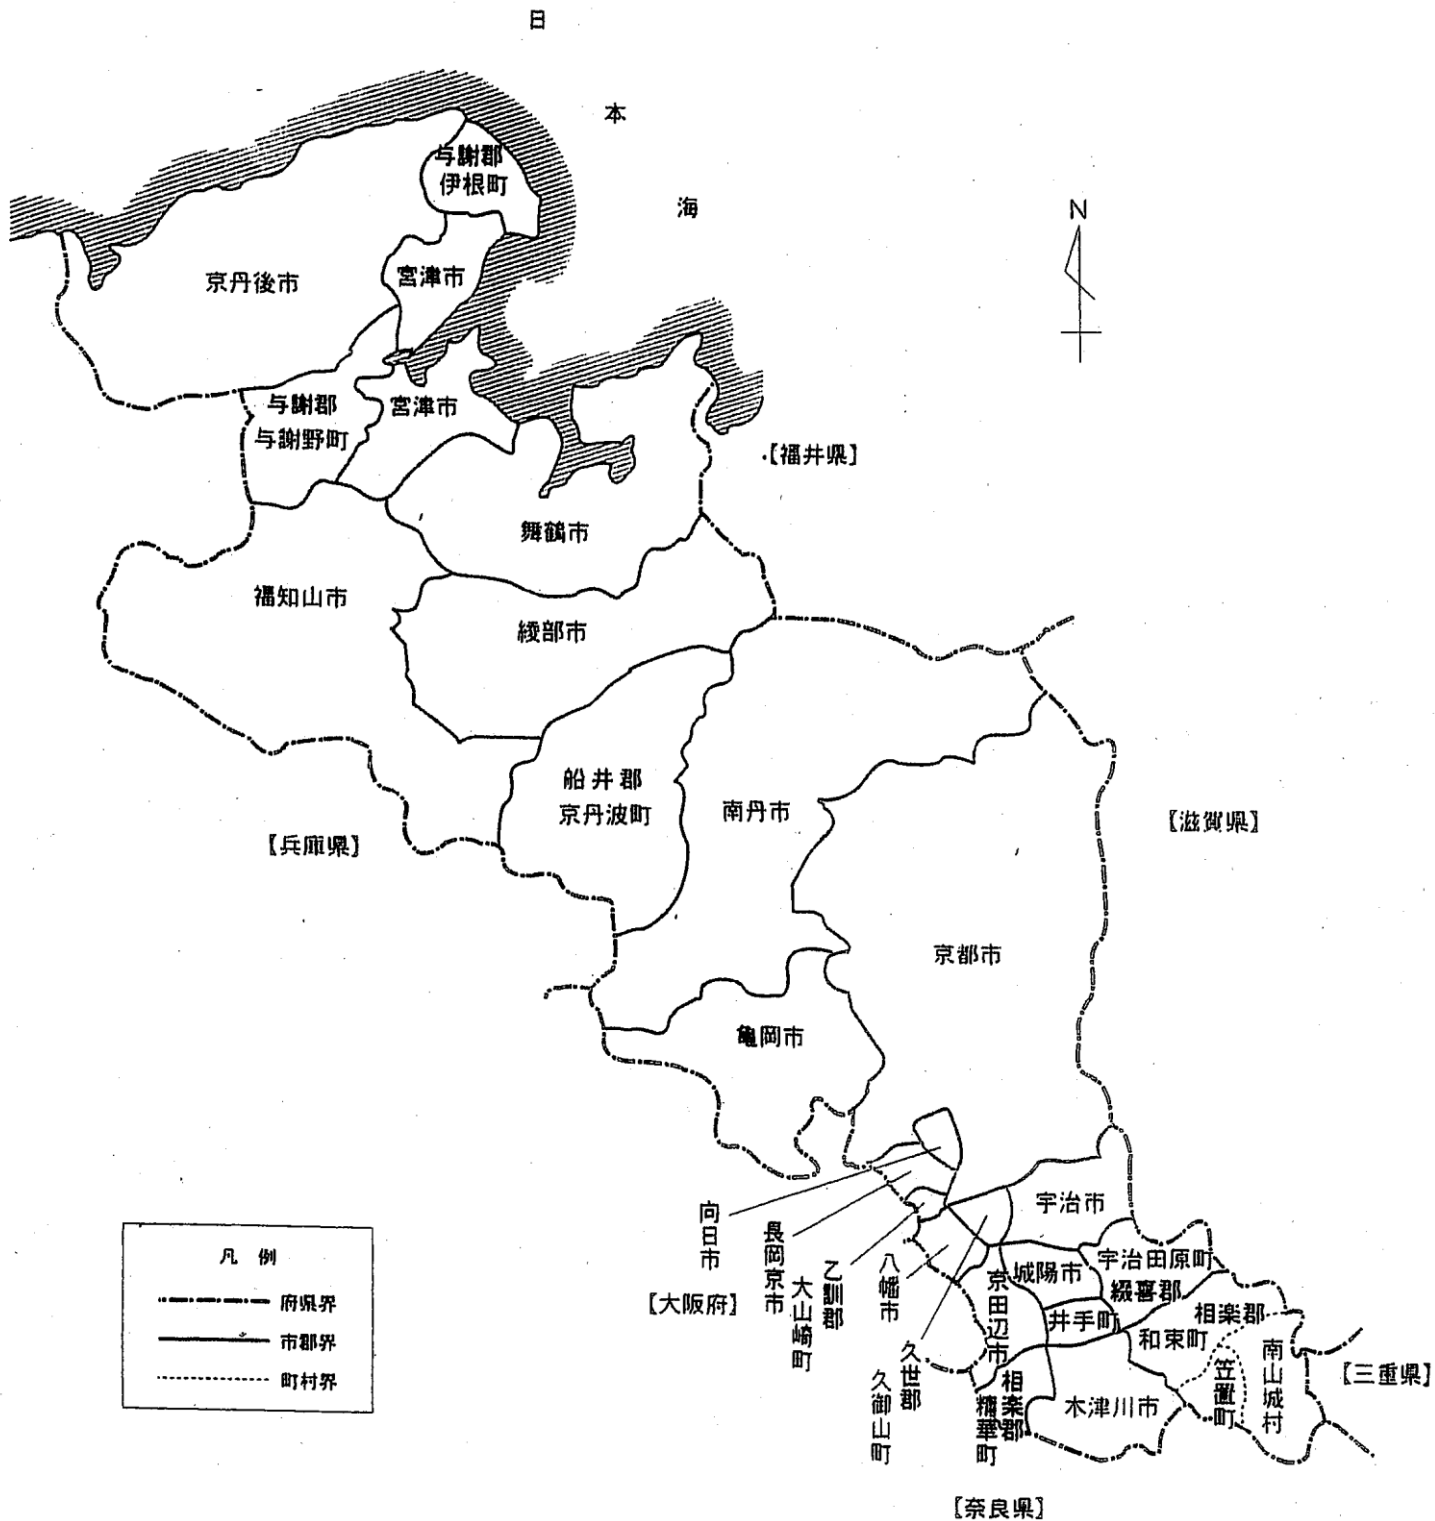 日
本
海
N
与謝郡
伊根町
京丹後市
宮津市
与謝郡
与謝野町
宮津市
【福井県】
舞鶴市
福知山市
綾部市
船井郡
京丹波町
南丹市
【滋賀県】
【兵庫県】
京都市
亀岡市
向日市
長岡京市
乙訓郡
大山崎町
八幡市
久世郡
久御山町
【大阪府】
宇治市
城陽市
宇治田原町
綴喜郡
京田辺市
井手町
相楽郡
和束町
笠置町
南山城村
【三重県】
相楽郡
精華町
木津川市
【奈良県】
凡例
府県界
市郡界
町村界